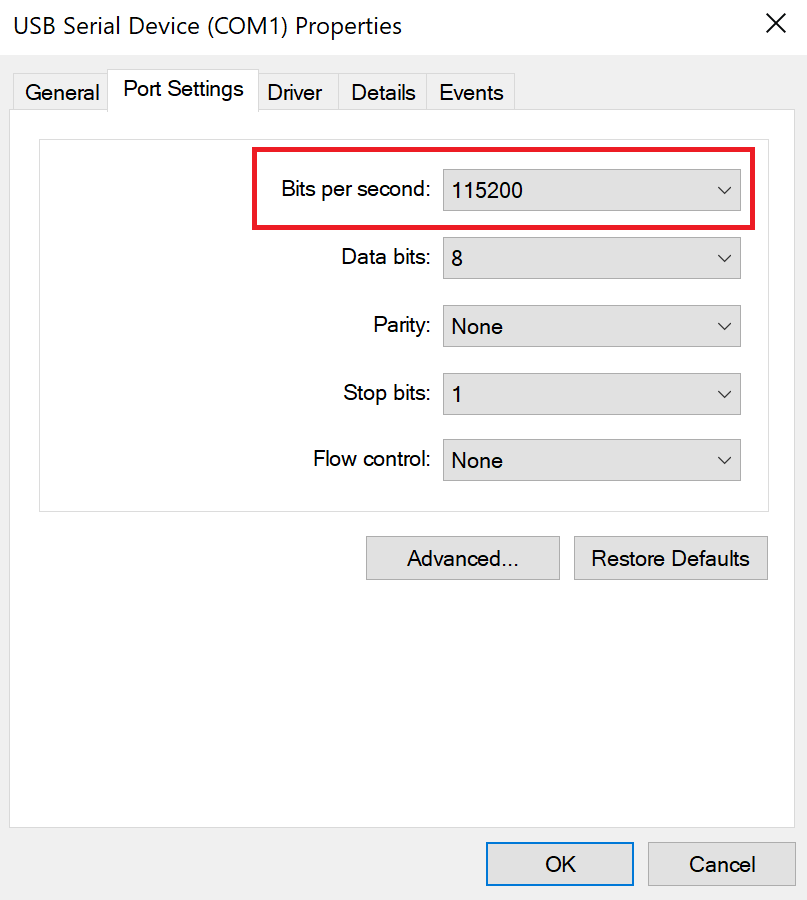 USB Serial Device (COM1) Properties
General Port Settings Driver Details Events
Bits per second: 115200
Data bits: 8
Parity: None
Stop bits: 1
Flow control: None
Advanced... Restore Defaults
OK Cancel